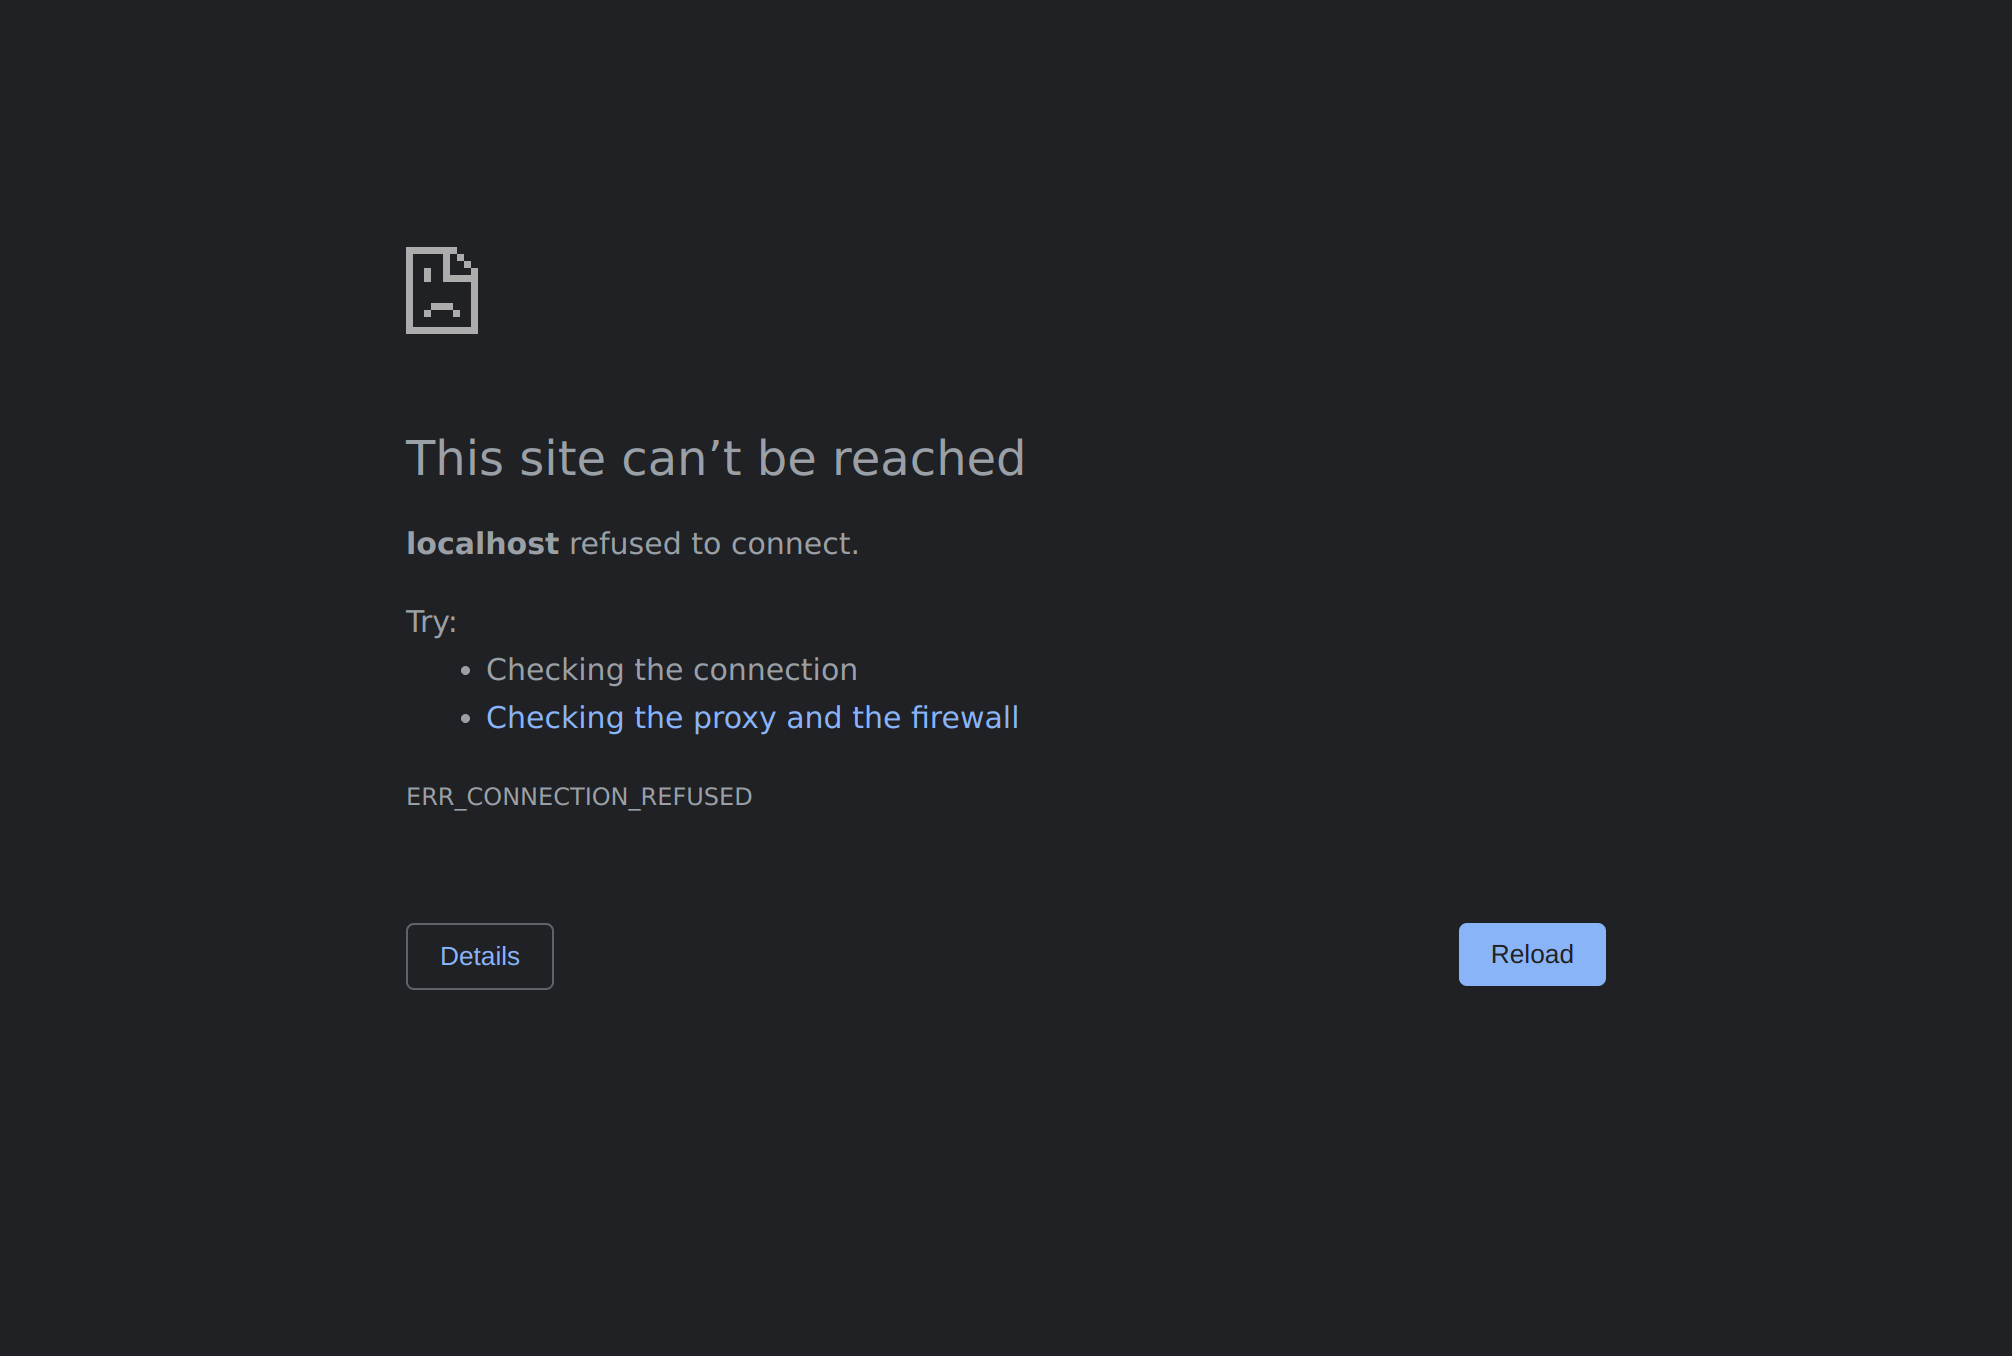 This site can’t be reached
localhost refused to connect.
Try:
• Checking the connection
• Checking the proxy and the firewall
ERR_CONNECTION_REFUSED
Details
Reload